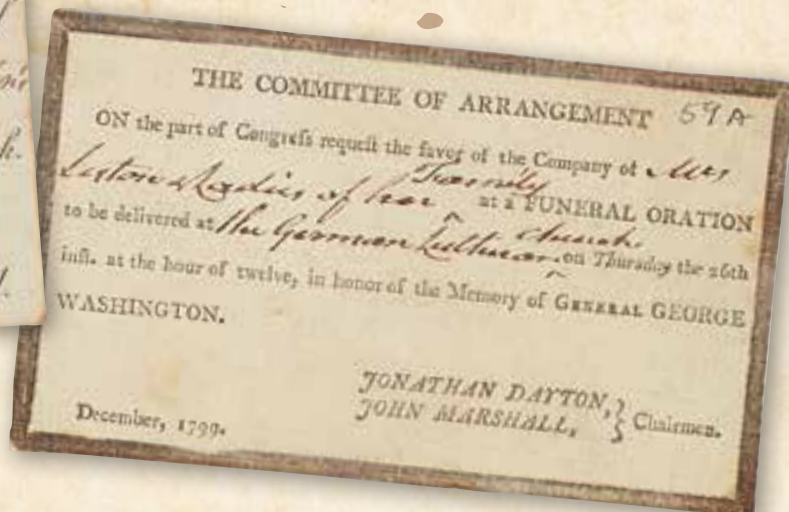 THE COMMITTEE OF ARRANGEMENT 59A
ON the part of Congreſs requeſt the favor of the Company of Mrs
Liston & Ladies of her Family at a FUNERAL ORATION
to be delivered at the German Lutheran church on Thurſday the 26th
inſt. at the hour of twelve, in honor of the Memory of GENERAL GEORGE
WASHINGTON.
JONATHAN DAYTON, }
JOHN MARSHALL, } Chairmen.
December, 1799.